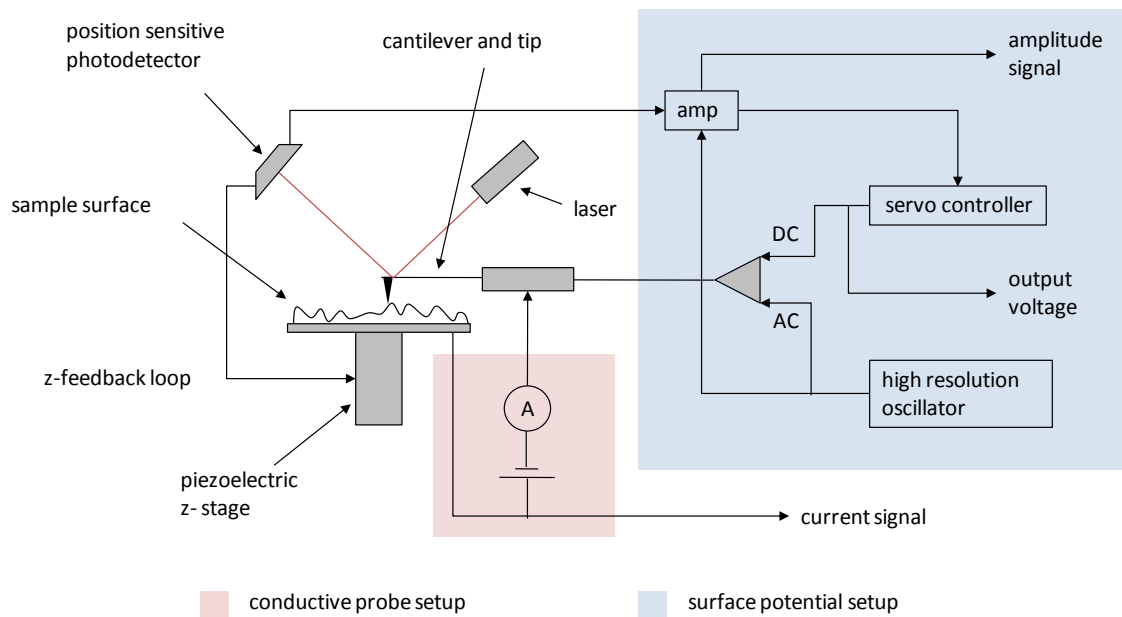 position sensitive
photodetector
cantilever and tip
amplitude
signal
amp
sample surface
laser
servo controller
DC
output
voltage
AC
z-feedback loop
high resolution
oscillator
A
piezoelectric
z- stage
current signal
conductive probe setup
surface potential setup